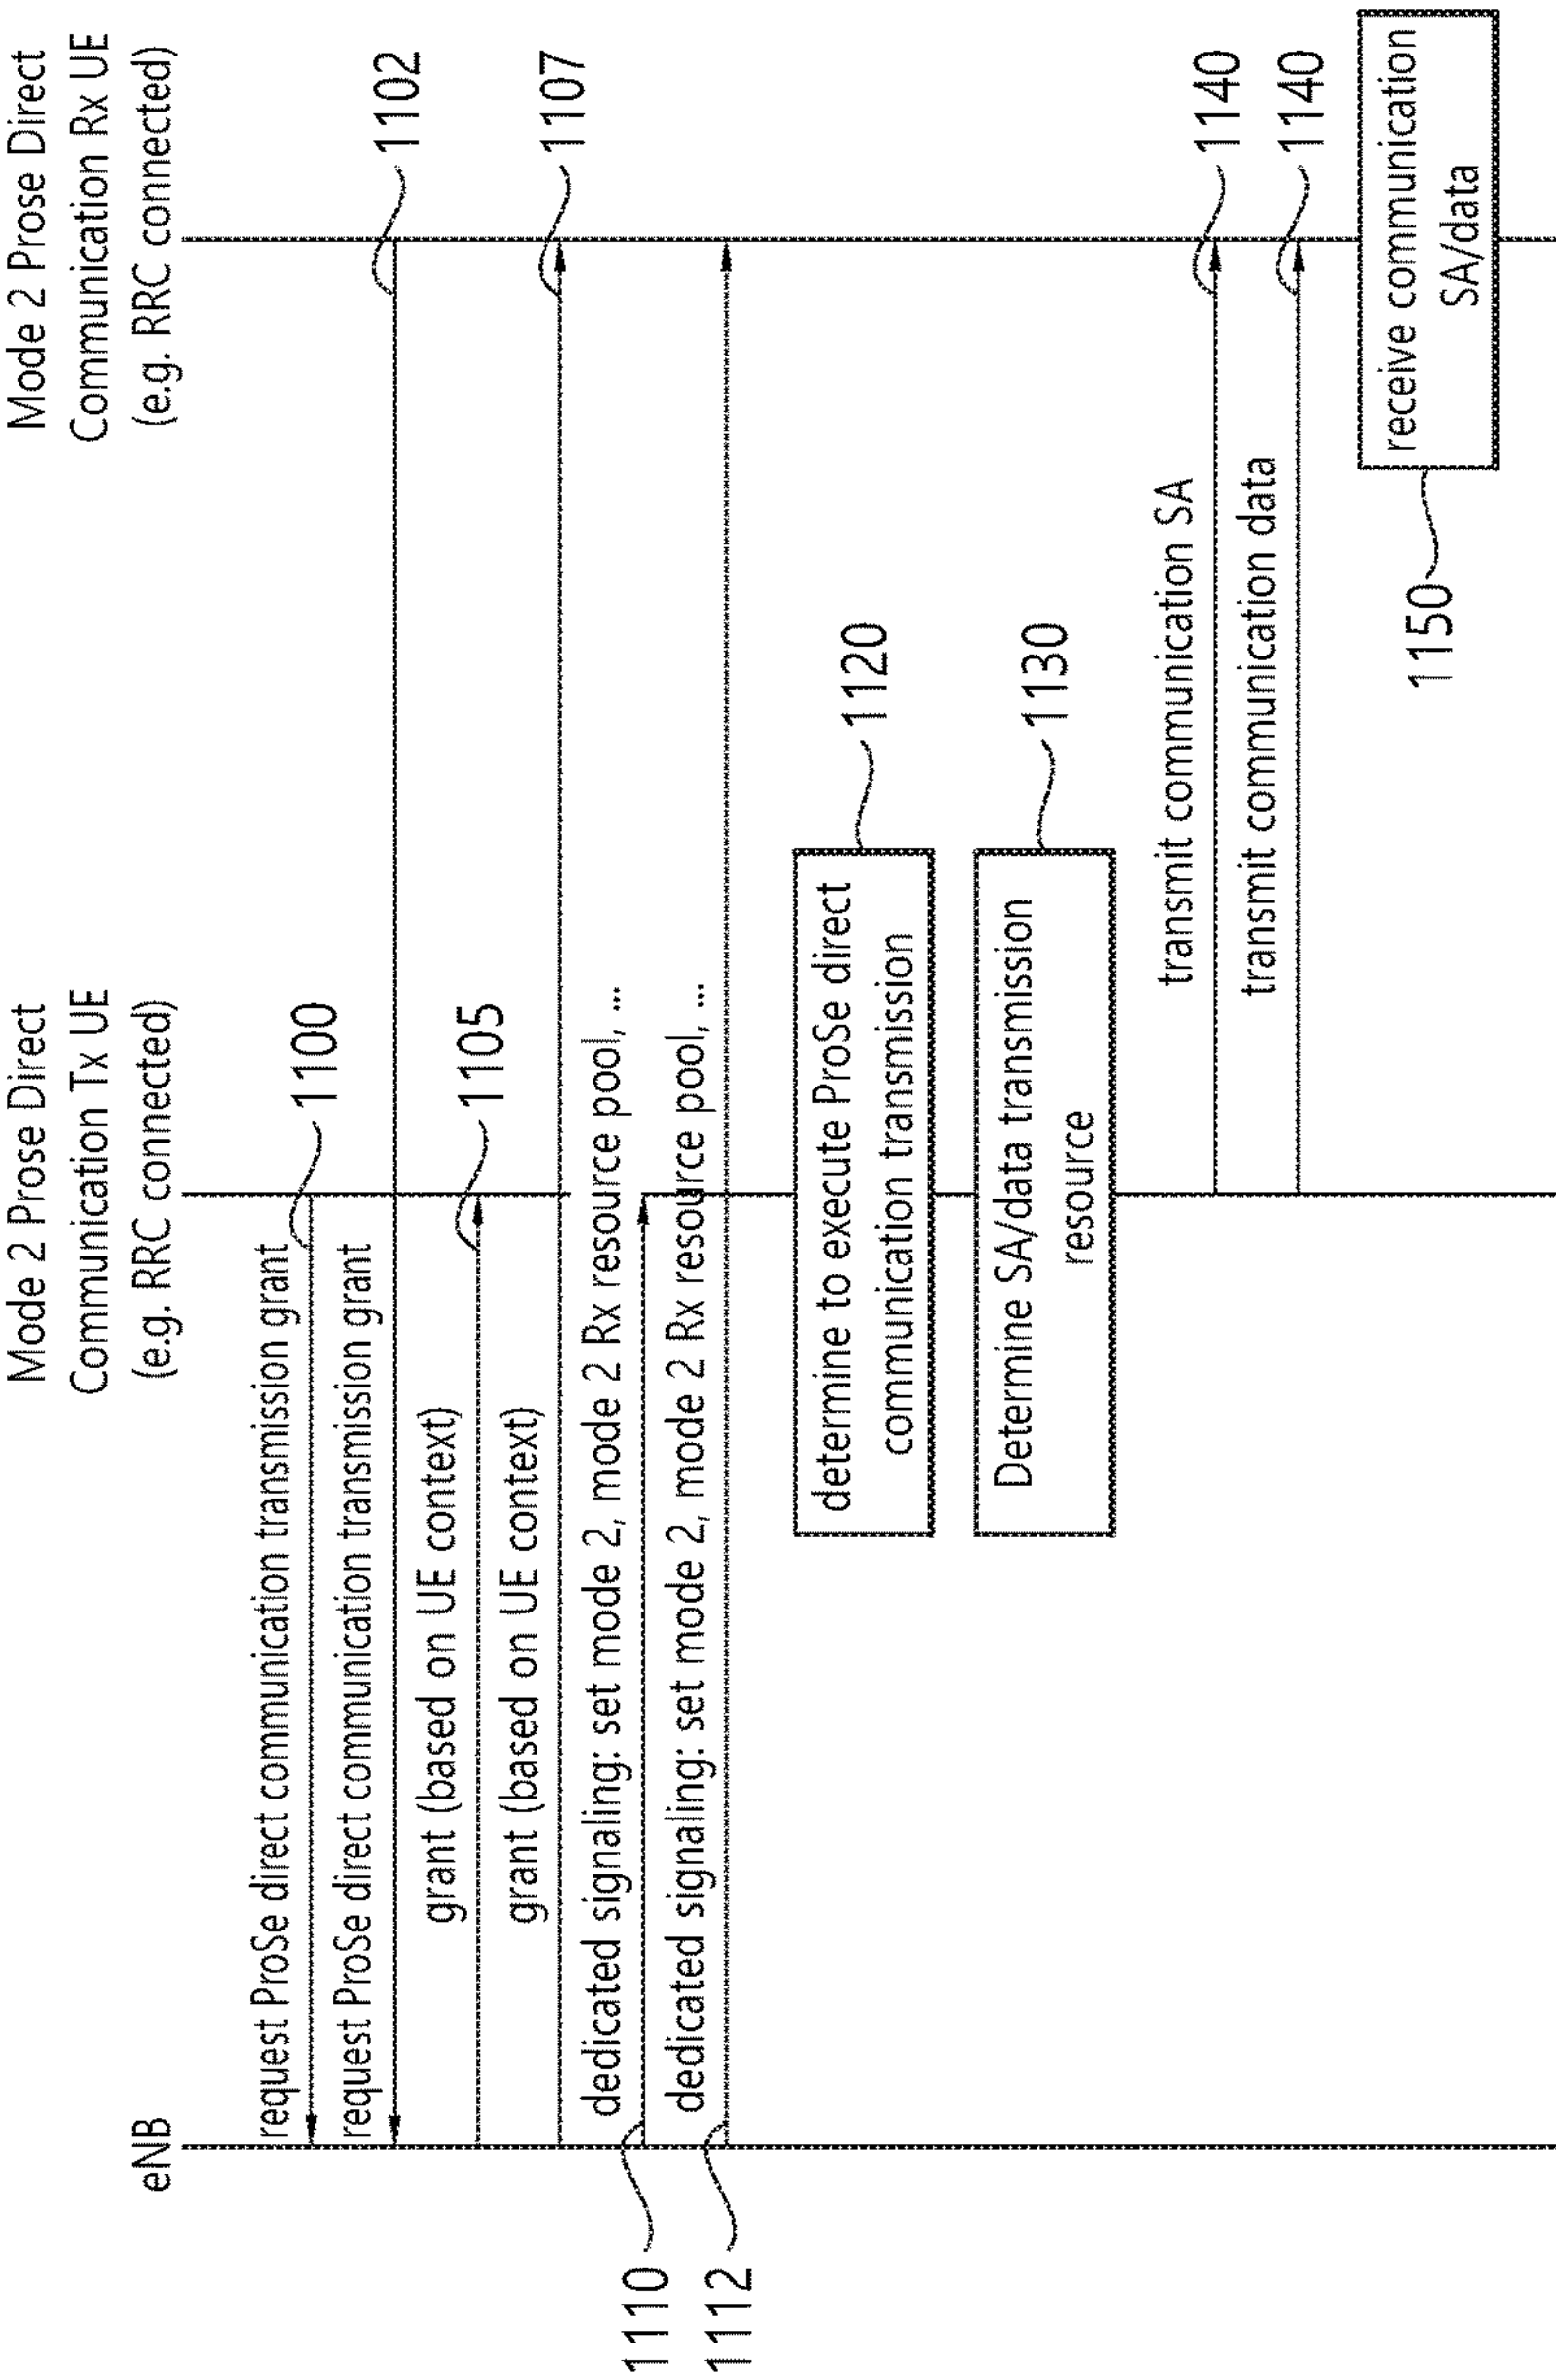 eNB
Mode 2 Prose Direct
Communication Tx UE
(e.g. RRC connected)
Mode 2 Prose Direct
Communication Rx UE
(e.g. RRC connected)
request ProSe direct communication transmission grant
1100
request ProSe direct communication transmission grant
1102
grant (based on UE context)
1105
grant (based on UE context)
1107
dedicated signaling: set mode 2, mode 2 Rx resource pool, ...
1110
dedicated signaling: set mode 2, mode 2 Rx resource pool, ...
1112
determine to execute ProSe direct
communication transmission
1120
Determine SA/data transmission
resource
1130
transmit communication SA
1140
transmit communication data
1140
receive communication
SA/data
1150